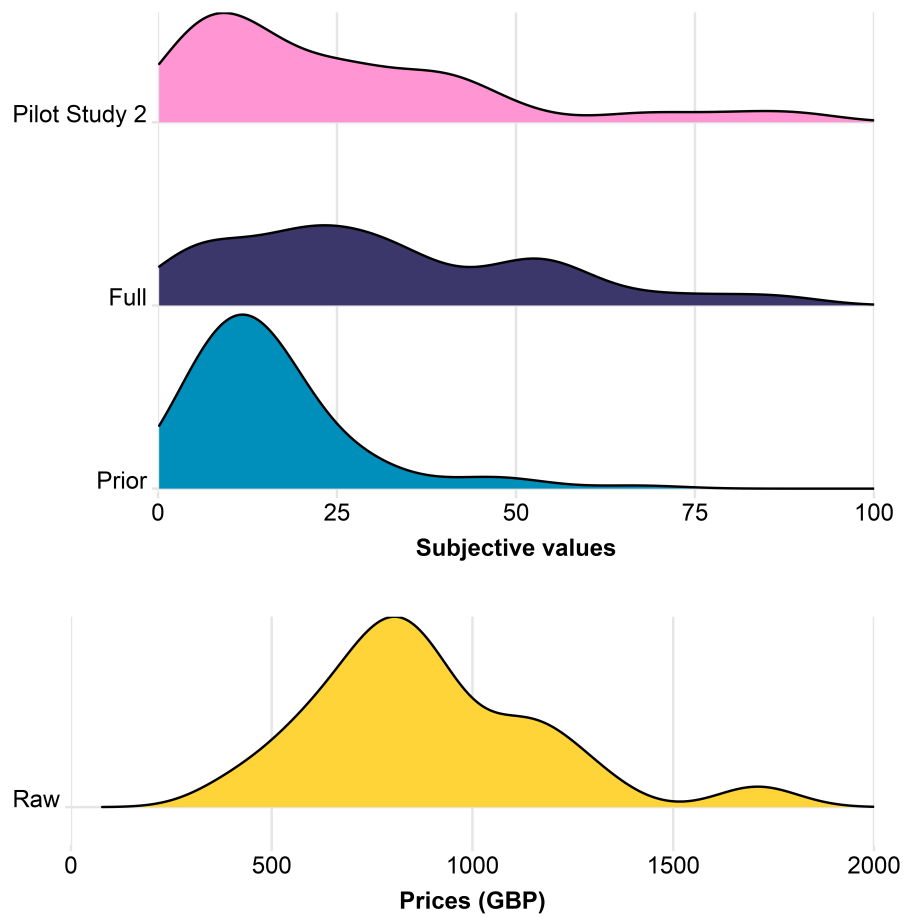 Pilot Study 2
Full
Prior
0 25 50 75 100
Subjective values
Raw
0 500 1000 1500 2000
Prices (GBP)